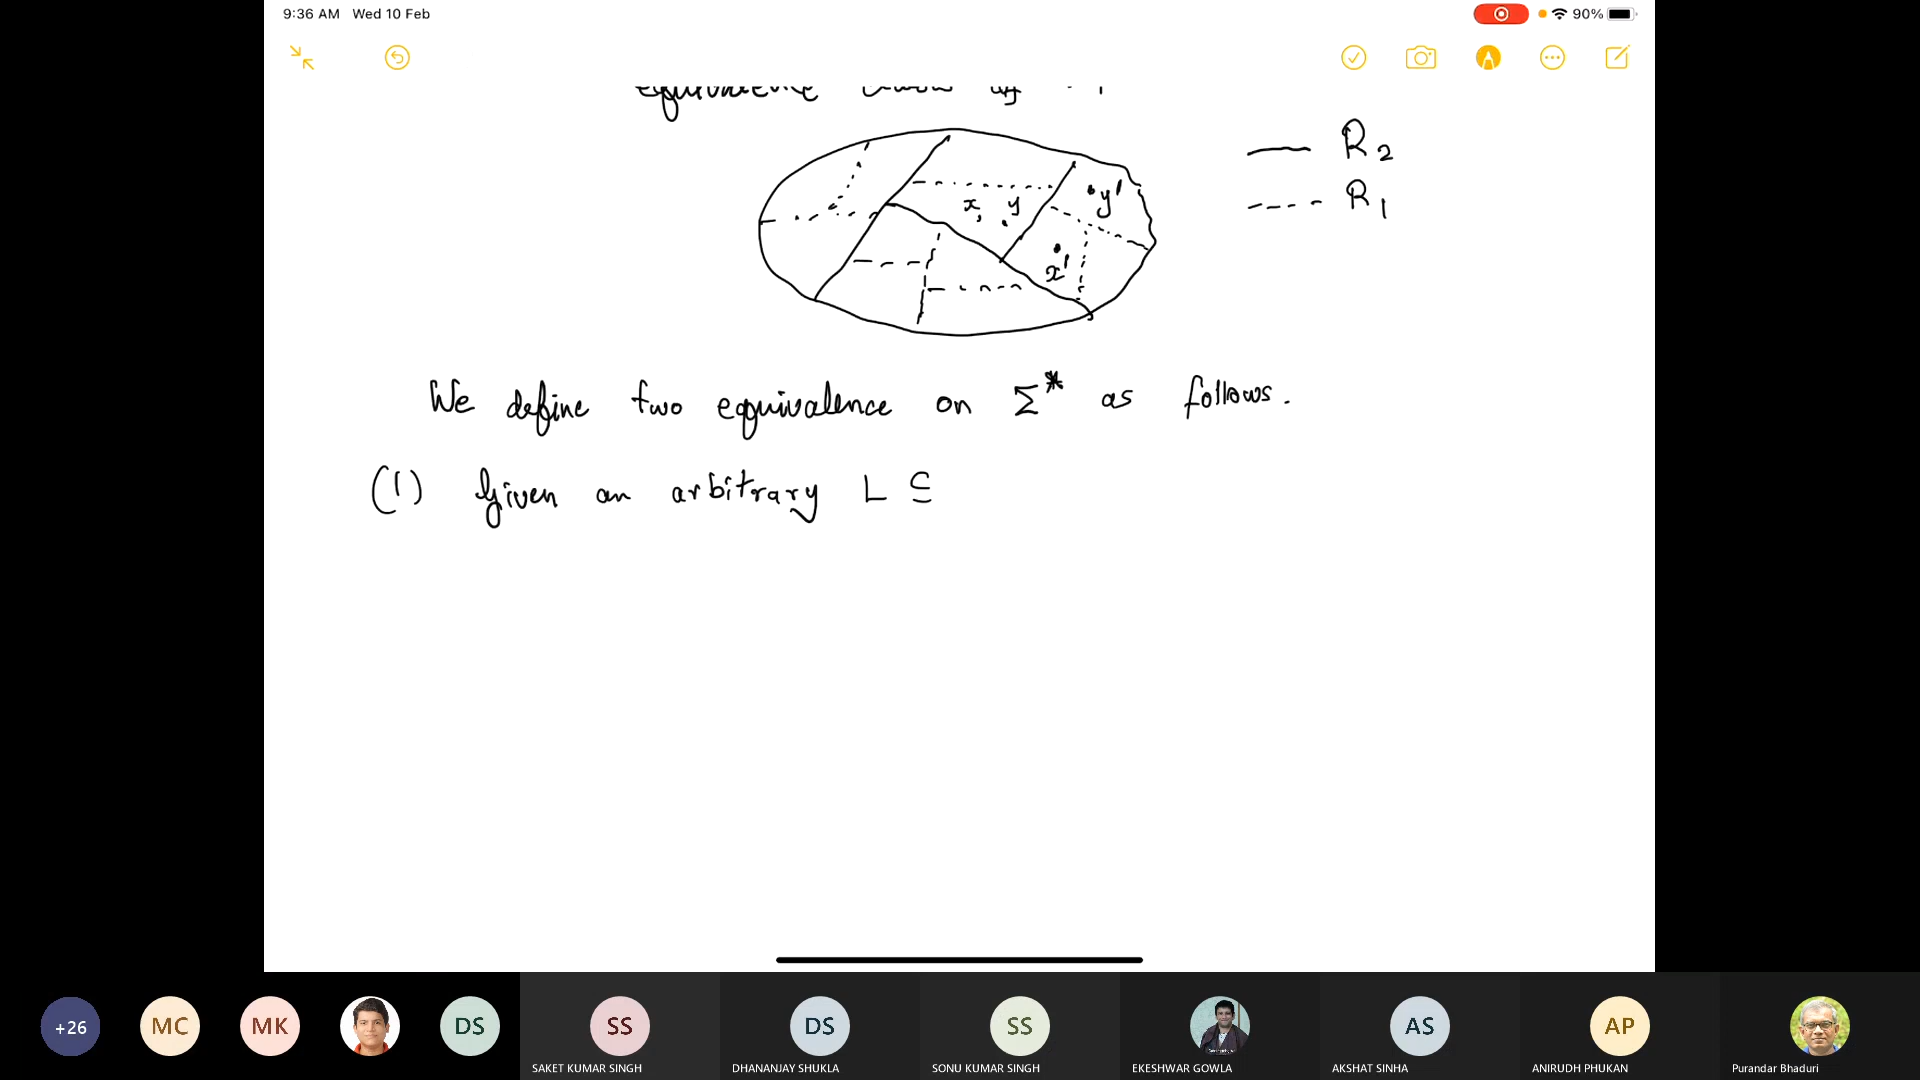 9:36 AM Wed 10 Feb
90%
equivalence
R2
R1
x, y
y'
x'
We define two equivalence on Σ* as follows.
(1) Given an arbitrary L ⊆
+26
MC
MK
DS
SS
DS
SS
AS
AP
SAKET KUMAR SINGH
DHANANJAY SHUKLA
SONU KUMAR SINGH
EKESHWAR GOWLA
AKSHAT SINHA
ANIRUDH PHUKAN
Purandar Bhaduri